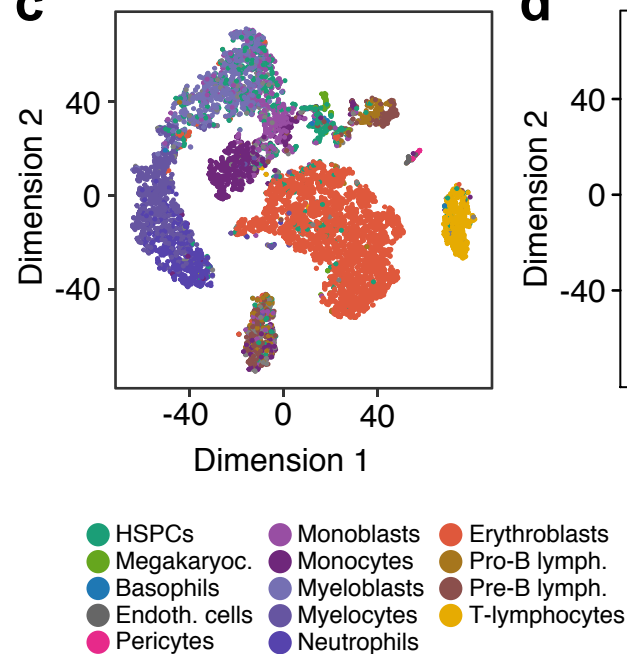 c
d
Dimension 2
40
0
-40
-40
0
40
Dimension 1
Dimension 2
40
0
-40
HSPCs
Megakaryoc.
Basophils
Endoth. cells
Pericytes
Monoblasts
Monocytes
Myeloblasts
Myelocytes
Neutrophils
Erythroblasts
Pro-B lymph.
Pre-B lymph.
T-lymphocytes